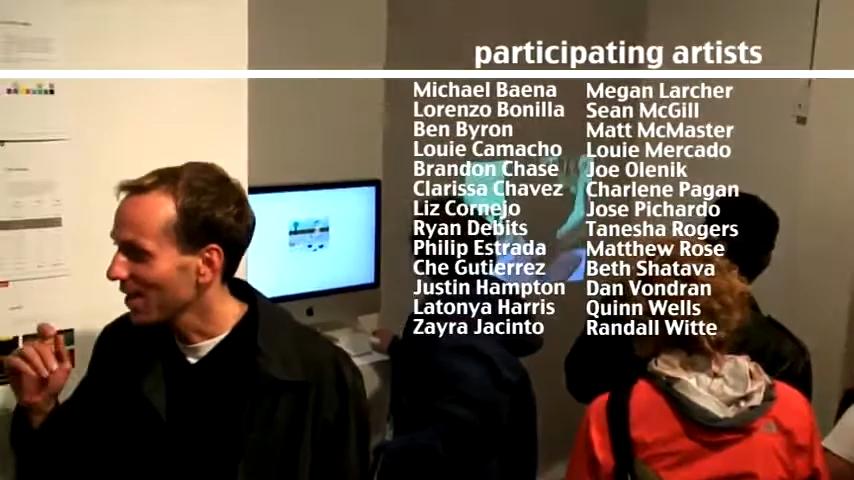 participating artists
Michael Baena
Lorenzo Bonilla
Ben Byron
Louie Camacho
Brandon Chase
Clarissa Chavez
Liz Cornejo
Ryan Debits
Philip Estrada
Che Gutierrez
Justin Hampton
Latonya Harris
Zayra Jacinto
Megan Larcher
Sean McGill
Matt McMaster
Louie Mercado
Joe Olenik
Charlene Pagan
Jose Pichardo
Tanesha Rogers
Matthew Rose
Beth Shatava
Dan Vondran
Quinn Wells
Randall Witte